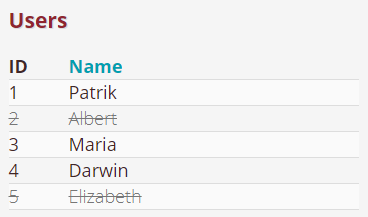 Users
ID Name
1 Patrik
2 Albert
3 Maria
4 Darwin
5 Elizabeth